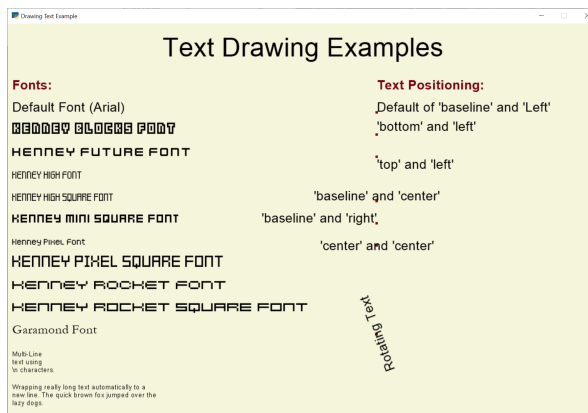 Drawing Text Example
Text Drawing Examples
Fonts:
Default Font (Arial)
KENNEY BLOCKS FONT
KENNEY FUTURE FONT
KENNEY HIGH FONT
KENNEY HIGH SQUARE FONT
KENNEY MINI SQUARE FONT
Kenney Pixel Font
KENNEY PIXEL SQUARE FONT
KENNEY ROCKET FONT
KENNEY ROCKET SQUARE FONT
Garamond Font
Multi-Line
text using
\n characters.
Wrapping really long text automatically to a
new line. The quick brown fox jumped over the
lazy dogs.
Text Positioning:
Default of 'baseline' and 'Left'
'bottom' and 'left'
'top' and 'left'
'baseline' and 'center'
'baseline' and 'right'
'center' and 'center'
Rotating Text